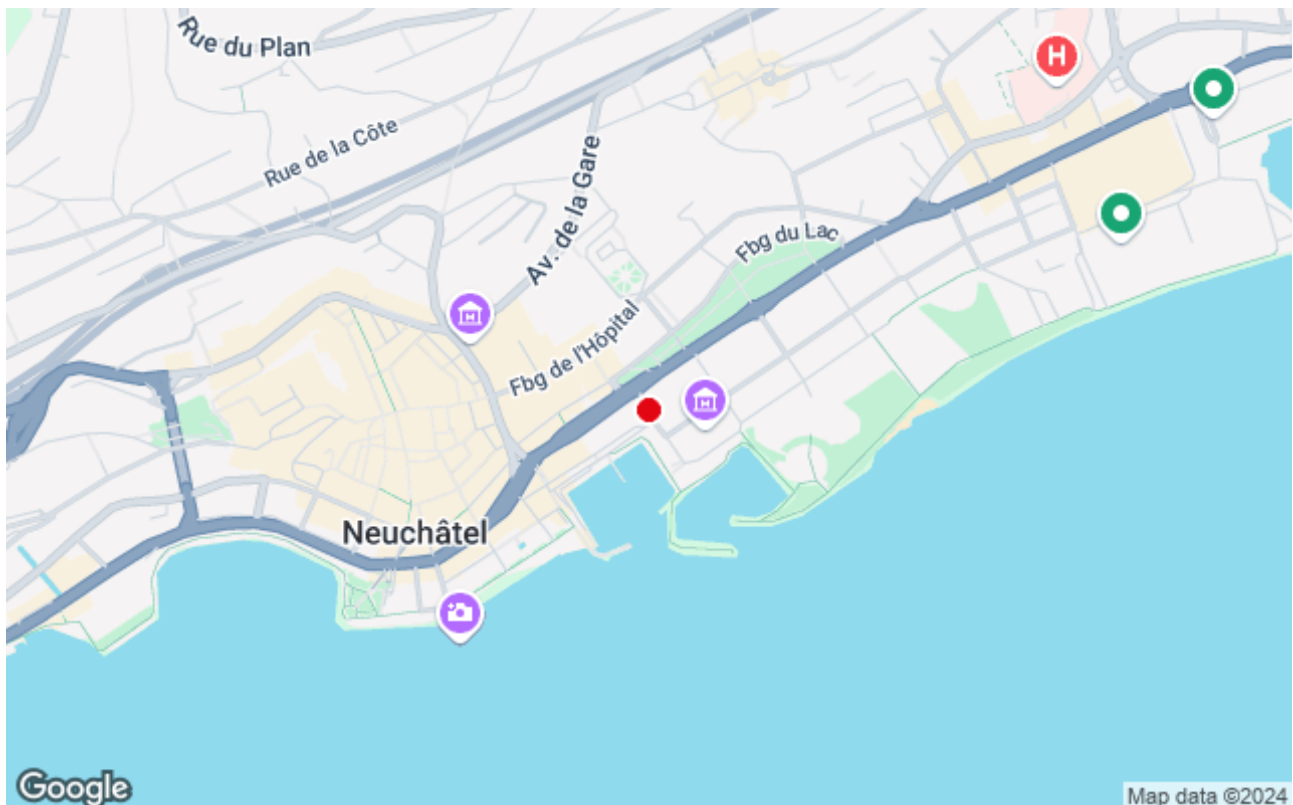 Rue du Plan
Rue de la Côte
Av. de la Gare
Fbg du Lac
Fbg de l'Hôpital
Neuchâtel
H
M
M
Google
Map data ©2024